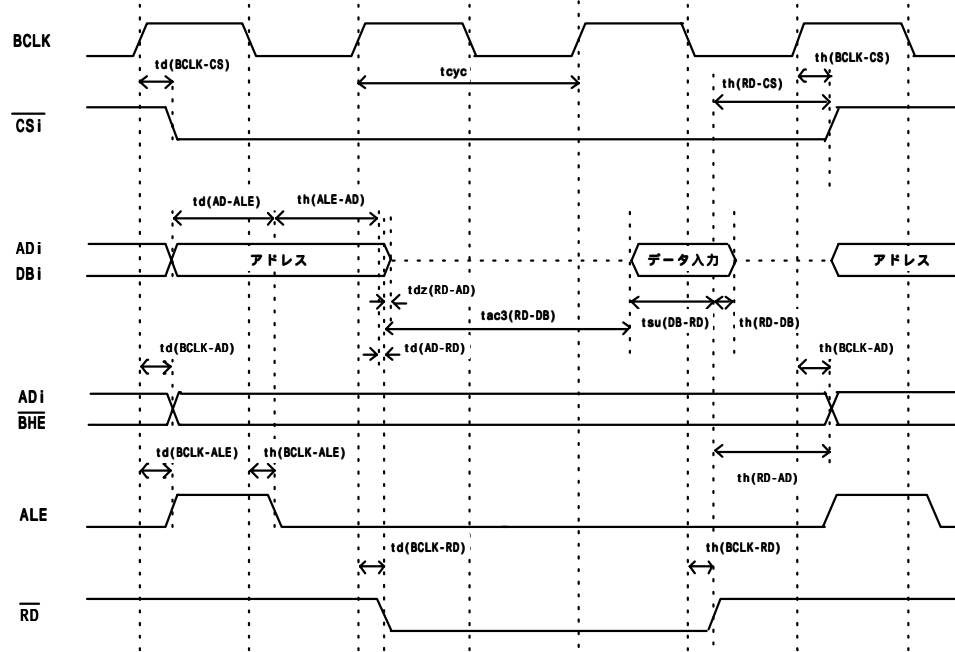 BCLK
td(BCLK-CS)
tcyc
th(BCLK-CS)
th(RD-CS)
CSi
td(AD-ALE)
th(ALE-AD)
ADi
DBi
アドレス
データ入力
アドレス
tdz(RD-AD)
tac3(RD-DB)
tsu(DB-RD)
th(RD-DB)
td(AD-RD)
td(BCLK-AD)
th(BCLK-AD)
ADi
BHE
td(BCLK-ALE)
th(BCLK-ALE)
th(RD-AD)
ALE
td(BCLK-RD)
th(BCLK-RD)
RD